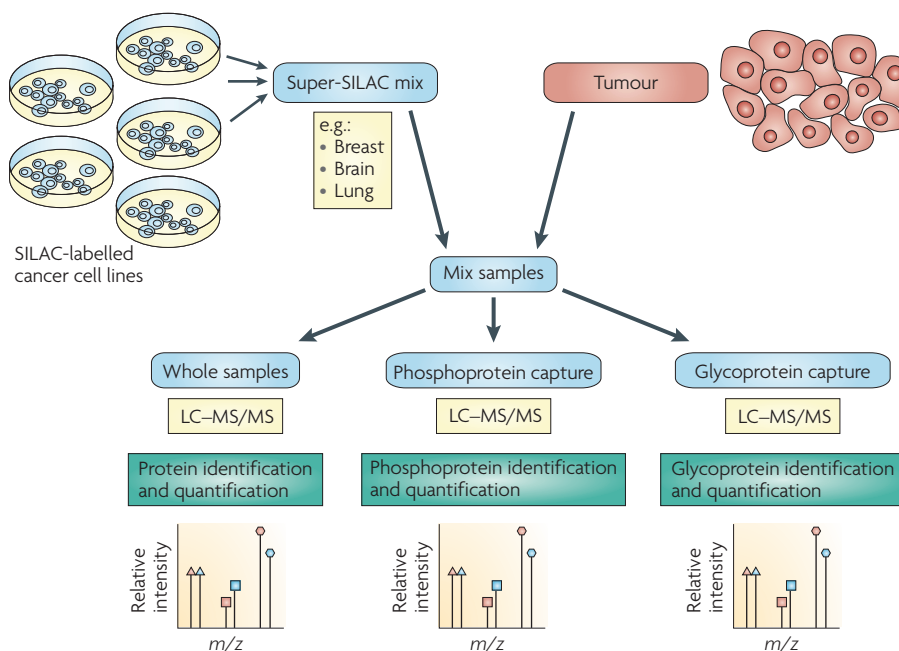 Super-SILAC mix
Tumour
e.g.:
• Breast
• Brain
• Lung
SILAC-labelled
cancer cell lines
Mix samples
Whole samples
Phosphoprotein capture
Glycoprotein capture
LC–MS/MS
LC–MS/MS
LC–MS/MS
Protein identification
and quantification
Phosphoprotein identification
and quantification
Glycoprotein identification
and quantification
Relative
intensity
m/z
Relative
intensity
m/z
Relative
intensity
m/z